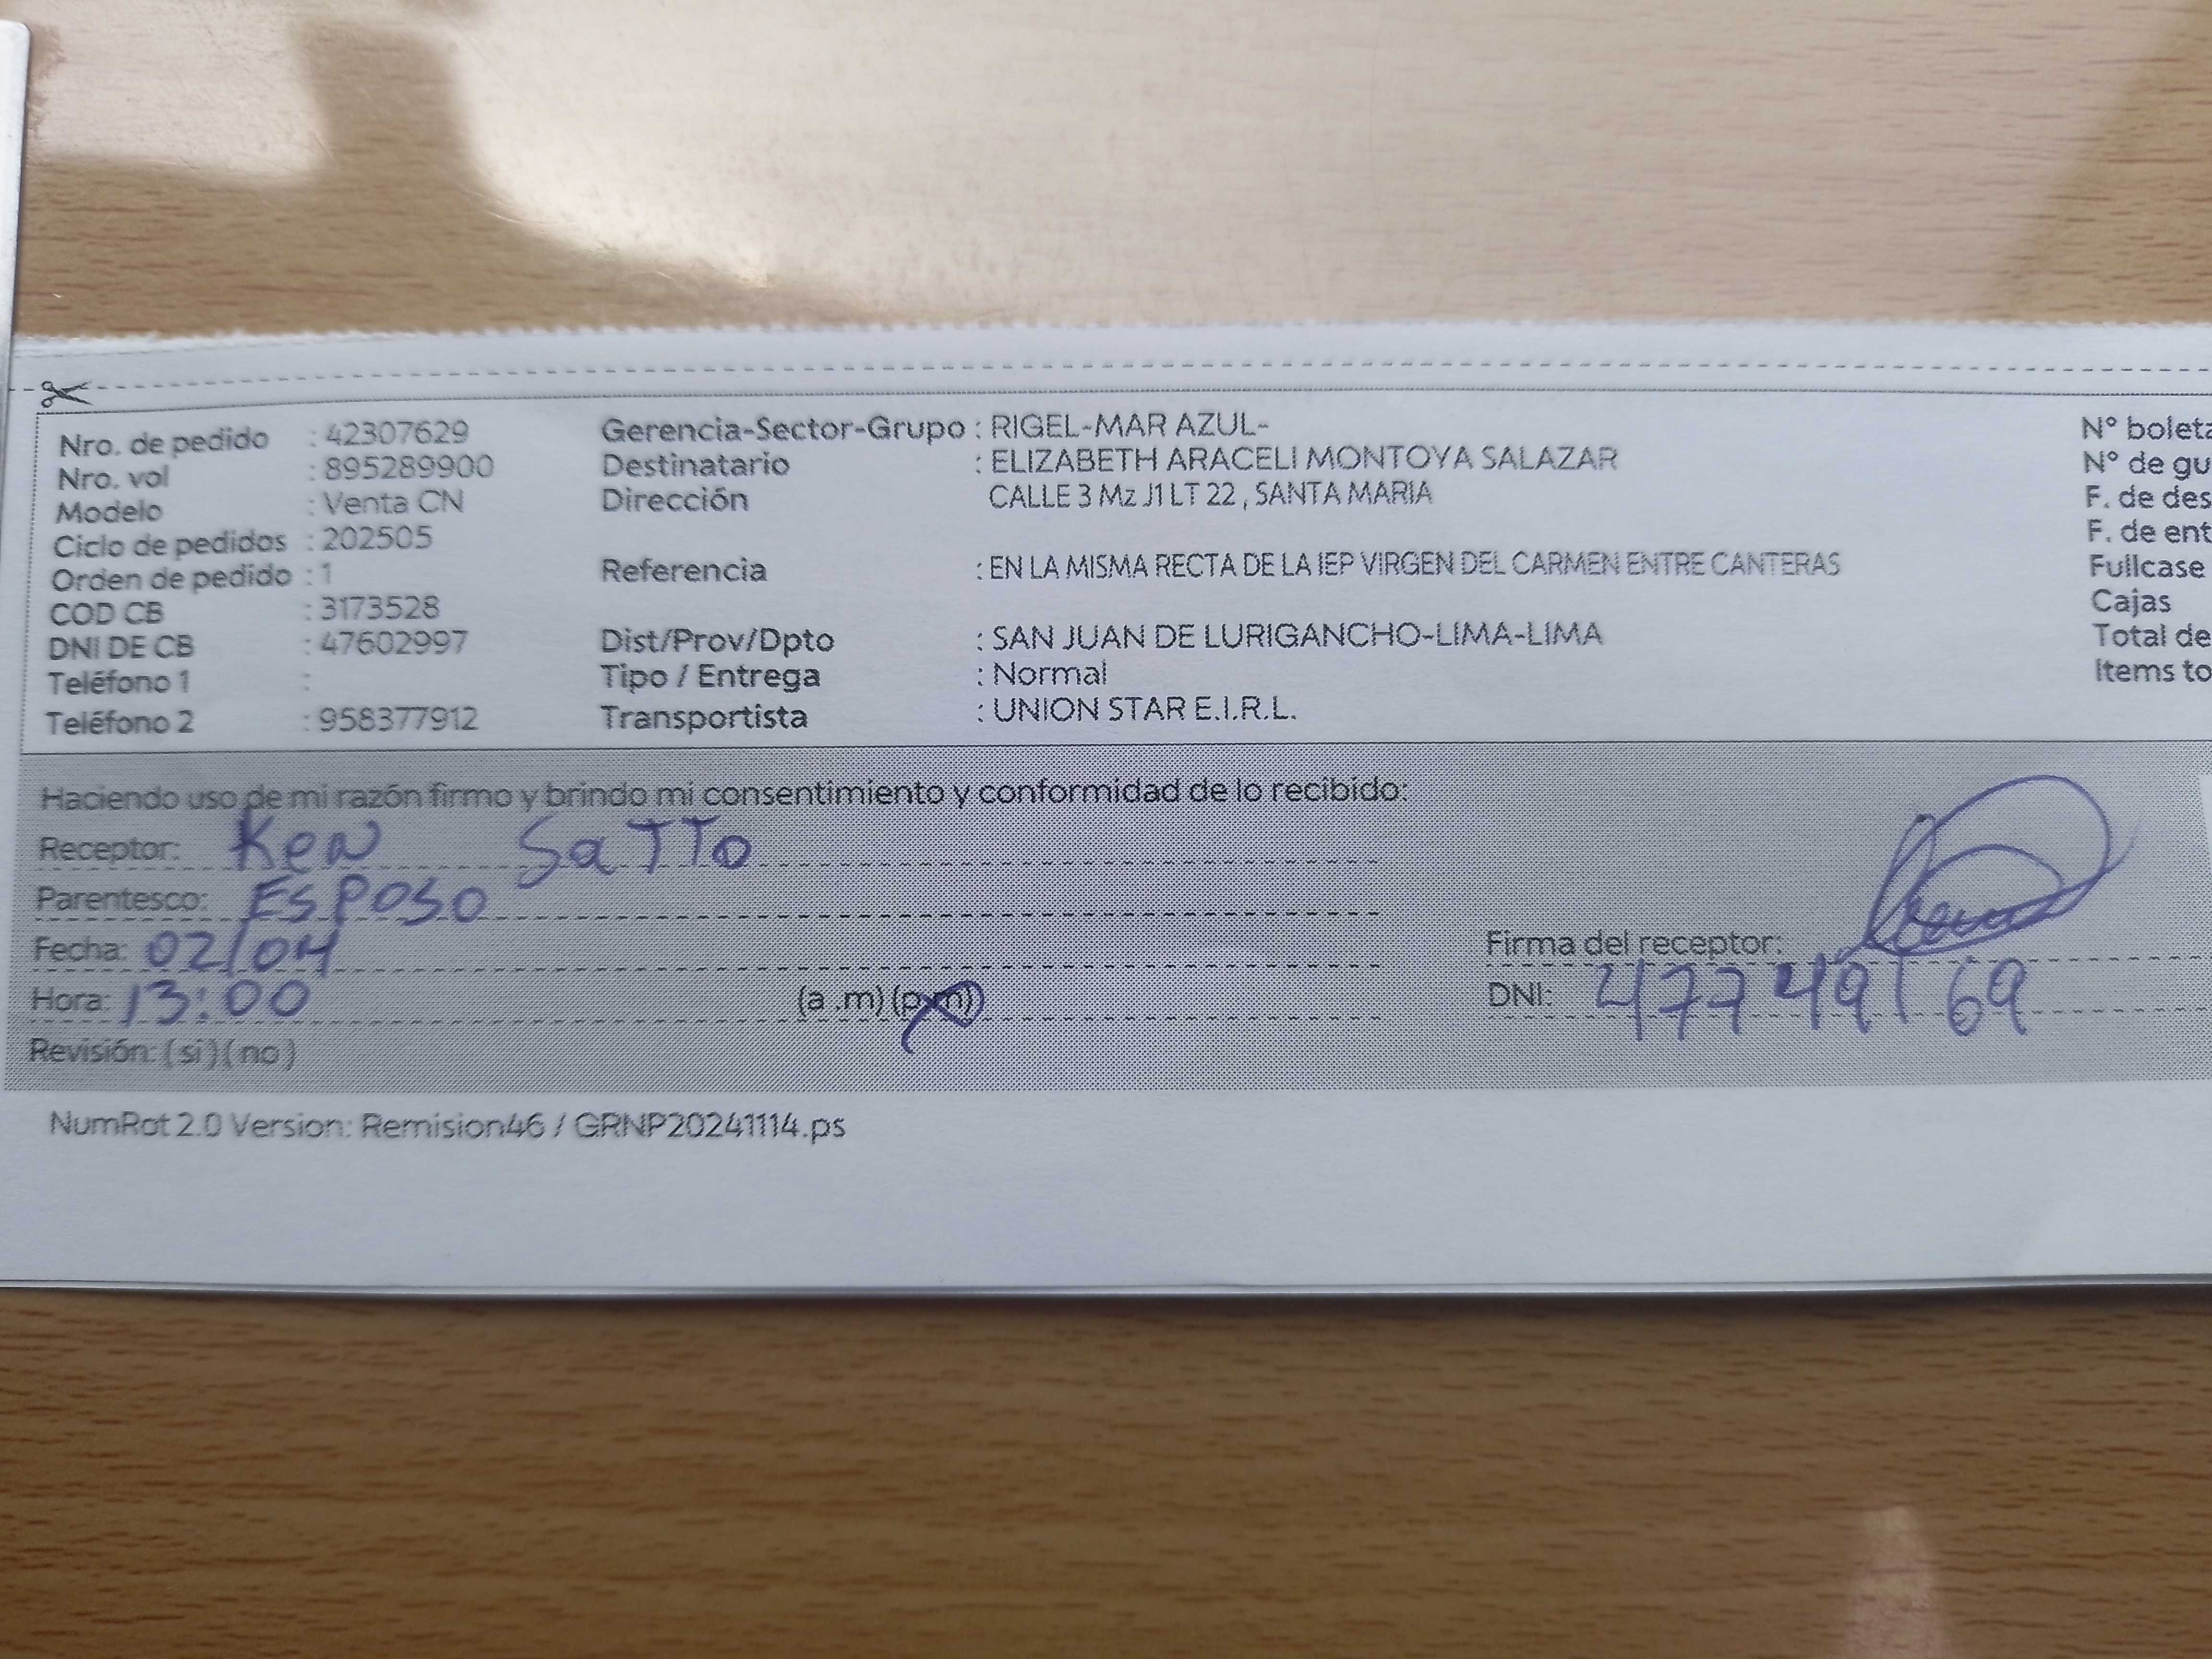 Nro. de pedido : 42307629 Gerencia-Sector-Grupo : RIGEL-MAR AZUL- N° boleta
Nro. vol : 895289900 Destinatario : ELIZABETH ARACELI MONTOYA SALAZAR N° de gu
Modelo : Venta CN Dirección CALLE 3 Mz J1 LT 22 , SANTA MARIA F. de des
Ciclo de pedidos : 202505 F. de ent
Orden de pedido : 1 Referencia : EN LA MISMA RECTA DE LA IEP VIRGEN DEL CARMEN ENTRE CANTERAS Fullcase
COD CB : 3173528 Cajas
DNI DE CB : 47602997 Dist/Prov/Dpto : SAN JUAN DE LURIGANCHO-LIMA-LIMA Total de
Teléfono 1 : Tipo / Entrega : Normal Items to
Teléfono 2 : 958377912 Transportista : UNION STAR E.I.R.L.
Haciendo uso de mi razón firmo y brindo mi consentimiento y conformidad de lo recibido:
Receptor: Ken SaTTo
Parentesco: ESPOSO
Fecha: 02/04 Firma del receptor:
Hora: 13:00 (a .m) (p.m) DNI: 47749169
Revisión: ( si ) ( no )
NumRot 2.0 Version: Remision46 / GRNP20241114.ps